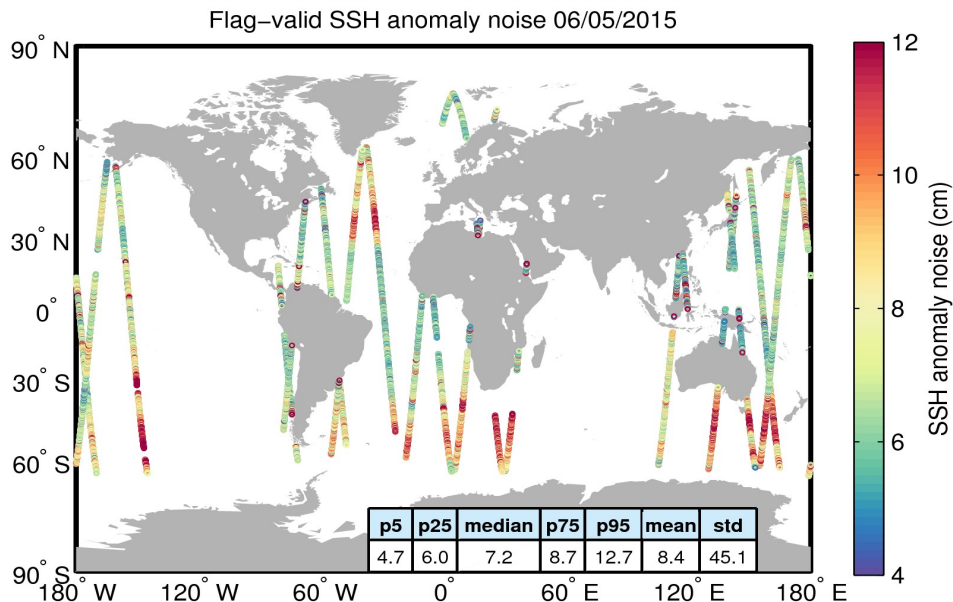 Flag−valid SSH anomaly noise 06/05/2015
90° N
60° N
30° N
0°
30° S
60° S
90° S
180° W
120° W
60° W
0°
60° E
120° E
180° E
p5 p25 median p75 p95 mean std
4.7 6.0 7.2 8.7 12.7 8.4 45.1
12
10
8
6
4
SSH anomaly noise (cm)